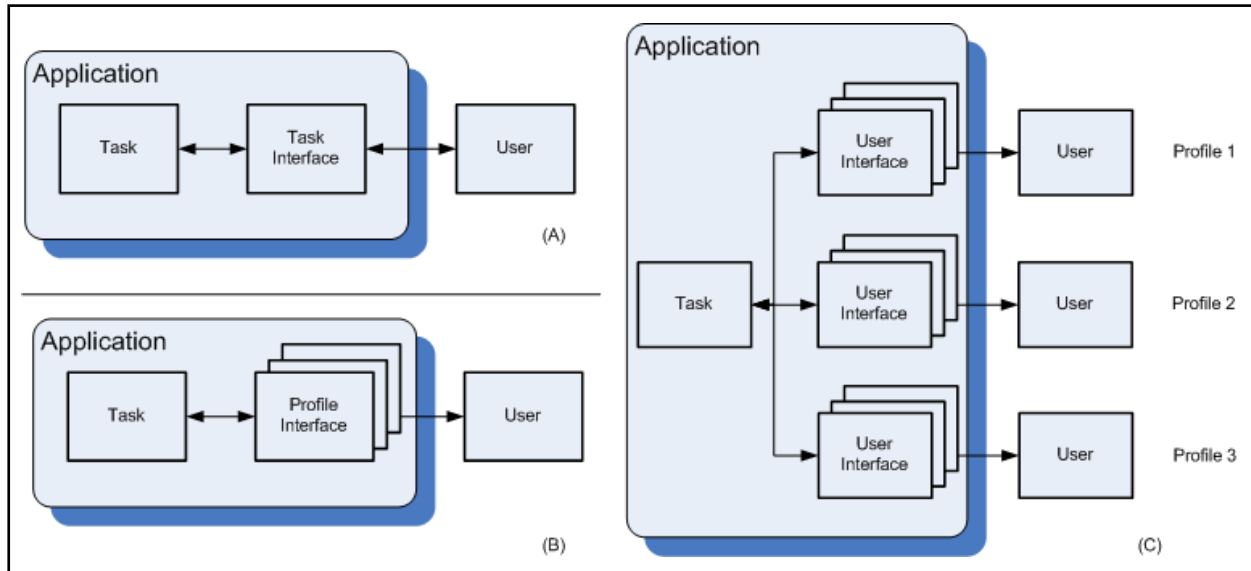 Application
Task
Task
Interface
User
(A)
Application
Task
Profile
Interface
User
(B)
Application
Task
User
Interface
User
Profile 1
User
Interface
User
Profile 2
User
Interface
User
Profile 3
(C)